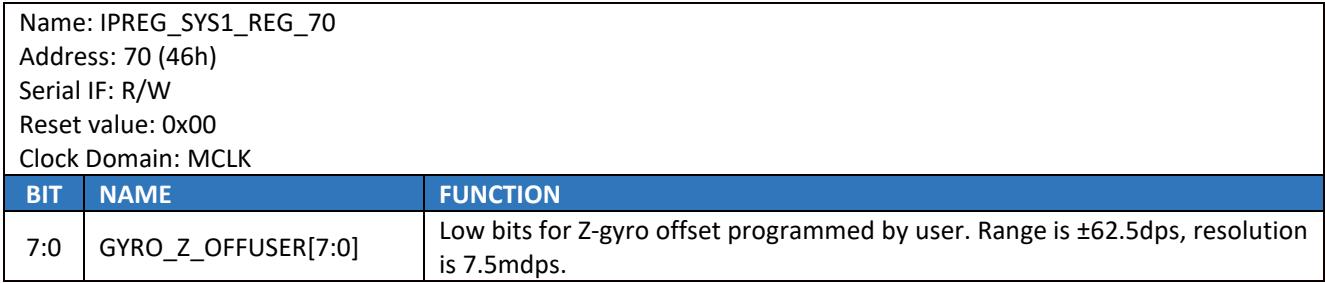 Name: IPREG_SYS1_REG_70
Address: 70 (46h)
Serial IF: R/W
Reset value: 0x00
Clock Domain: MCLK
BIT NAME FUNCTION
7:0 GYRO_Z_OFFUSER[7:0] Low bits for Z-gyro offset programmed by user. Range is ±62.5dps, resolution
is 7.5mdps.